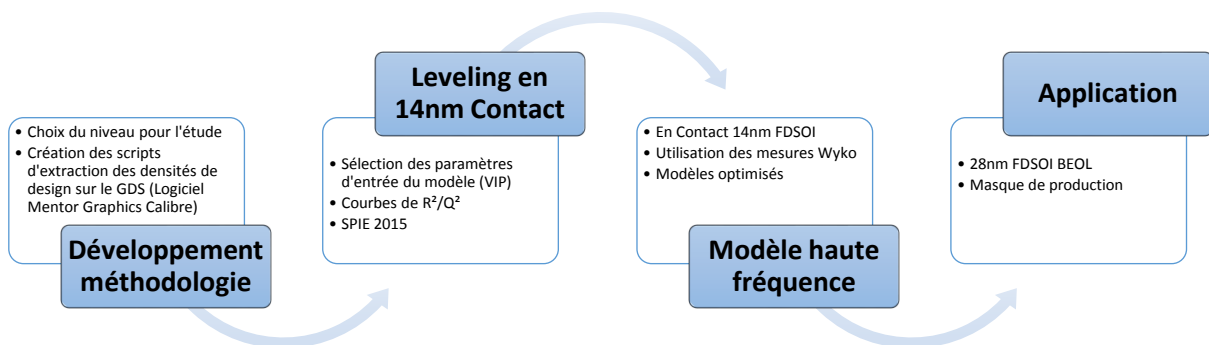 • Choix du niveau pour l'étude
• Création des scripts
d'extraction des densités de
design sur le GDS (Logiciel
Mentor Graphics Calibre)
Développement
méthodologie
Leveling en
14nm Contact
• Sélection des paramètres
d'entrée du modèle (VIP)
• Courbes de R²/Q²
• SPIE 2015
• En Contact 14nm FDSOI
• Utilisation des mesures Wyko
• Modèles optimisés
Modèle haute
fréquence
Application
• 28nm FDSOI BEOL
• Masque de production